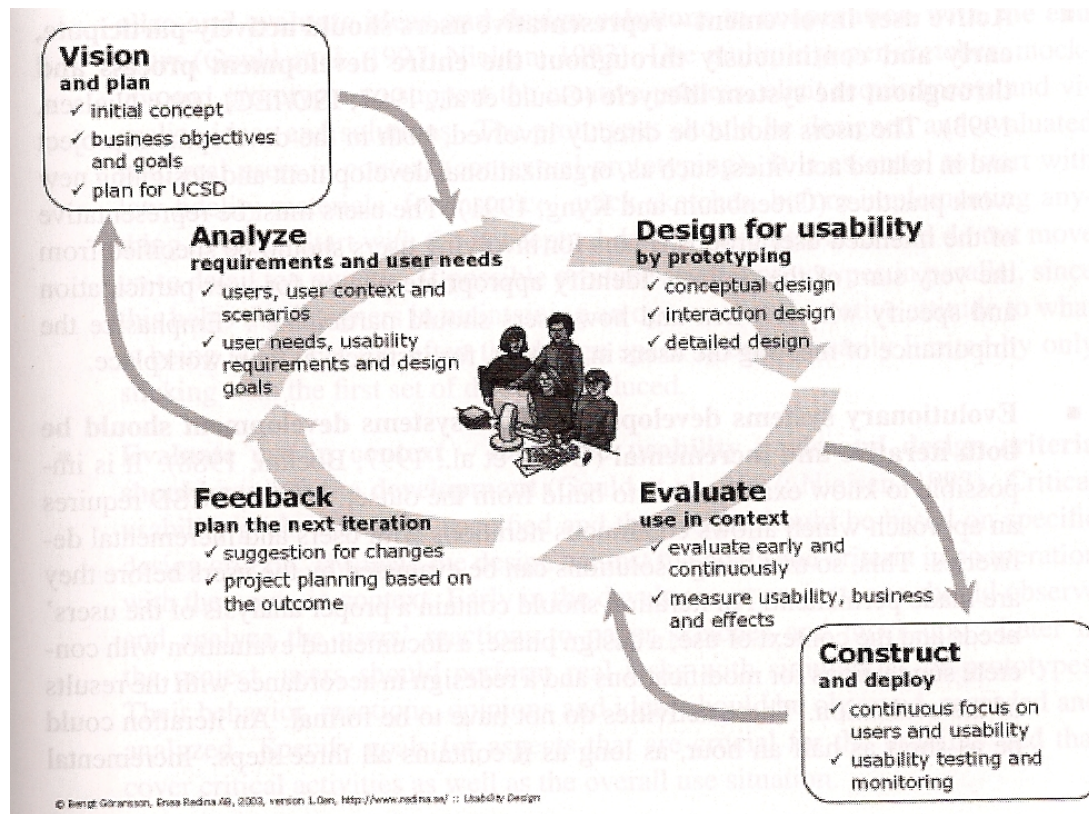 Vision
and plan
✓ initial concept
✓ business objectives
and goals
✓ plan for UCSD
Analyze
requirements and user needs
✓ users, user context and
scenarios
✓ user needs, usability
requirements and design
goals
Design for usability
by prototyping
✓ conceptual design
✓ interaction design
✓ detailed design
Feedback
plan the next iteration
✓ suggestion for changes
✓ project planning based on
the outcome
Evaluate
use in context
✓ evaluate early and
continuously
✓ measure usability, business
and effects
Construct
and deploy
✓ continuous focus on
users and usability
✓ usability testing and
monitoring
© Bengt Göransson, Enea Redina AB, 2003, version 1.0en, http://www.redina.se/ :: Usability Design